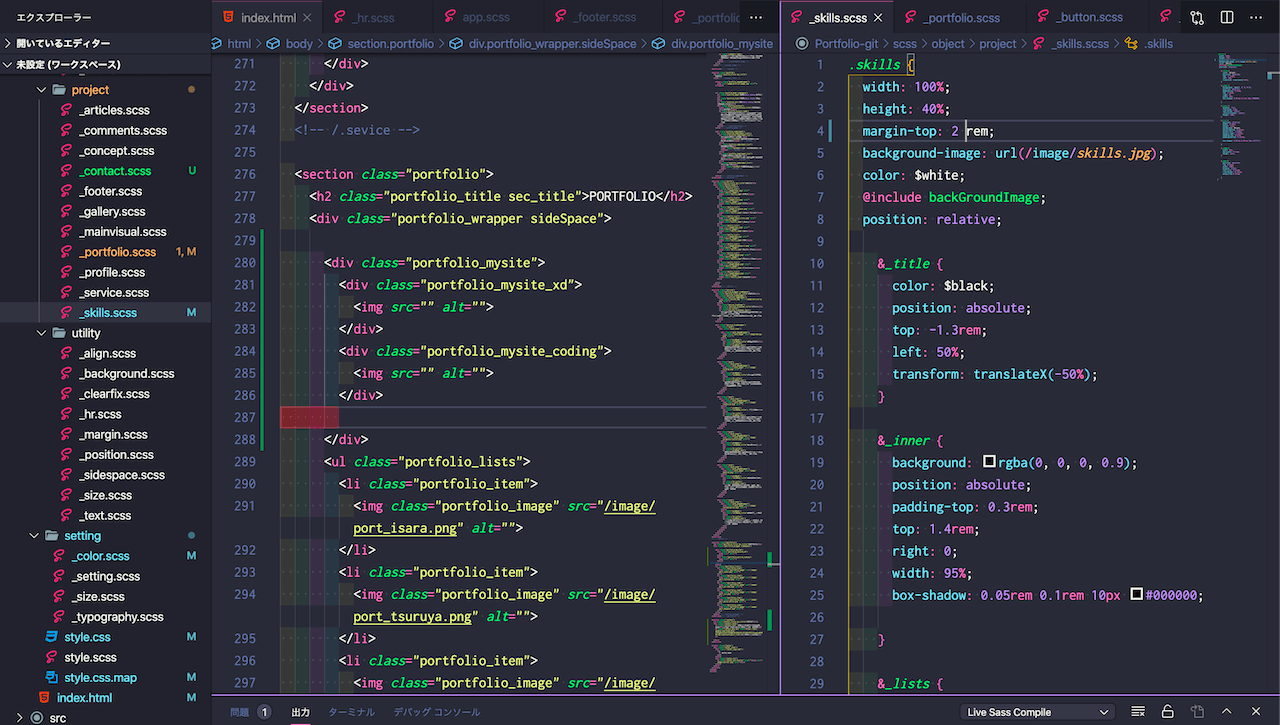 エクスプローラー
開いているエディター
未設定 (ワークスペース)
project
_articles.scss
_comments.scss
_concept.scss
_contact.scss U
_footer.scss
_gallery.scss
_mainvisual.scss
_portfolio.scss 1, M
_profile.scss
_service.scss
_skills.scss M
utility
_align.scss
_background.scss
_clearfix.scss
_hr.scss
_margin.scss
_position.scss
_sidespace.scss
_size.scss
_text.scss
setting
_color.scss M
_setting.scss
_size.scss
_typography.scss
style.css M
style.scss
style.css.map M
index.html M
src
index.html _hr.scss app.scss _footer.scss _portfolio
html > body > section.portfolio > div.portfolio_wrapper.sideSpace > div.portfolio_mysite
271 </div>
272 </div>
273 </section>
274 <!-- /.sevice -->
275
276 <section class="portfolio">
277 <h2 class="portfolio_title sec_title">PORTFOLIO</h2>
278 <div class="portfolio_wrapper sideSpace">
279
280 <div class="portfolio_mysite">
281 <div class="portfolio_mysite_xd">
282 <img src="" alt="">
283 </div>
284 <div class="portfolio_mysite_coding">
285 <img src="" alt="">
286 </div>
287
288 </div>
289 <ul class="portfolio_lists">
290 <li class="portfolio_item">
291 <img class="portfolio_image" src="/image/
port_isara.png" alt="">
292 </li>
293 <li class="portfolio_item">
294 <img class="portfolio_image" src="/image/
port_tsuruya.png" alt="">
295 </li>
296 <li class="portfolio_item">
297 <img class="portfolio_image" src="/image/
_skills.scss _portfolio.scss _button.scss
Portfolio-git > scss > object > project > _skills.scss > .skills
1 .skills {
2 width: 100%;
3 height: 40%;
4 margin-top: 2 rem;
5 background-image: url(/image/skills.jpg);
6 color: $white;
7 @include backGroundImage;
8 position: relative;
9
10 &_title {
11 color: $black;
12 position: absolute;
13 top: -1.3rem;
14 left: 50%;
15 transform: translateX(-50%);
16 }
17
18 &_inner {
19 background: rgba(0, 0, 0, 0.9);
20 position: absolute;
21 padding-top: 0.3rem;
22 top: 1.4rem;
23 right: 0;
24 width: 95%;
25 box-shadow: 0.05rem 0.1rem 10px #000000;
26
27 }
28
29 &_lists {
問題 1 出力 ターミナル デバッグ コンソール
Live Sass Compile